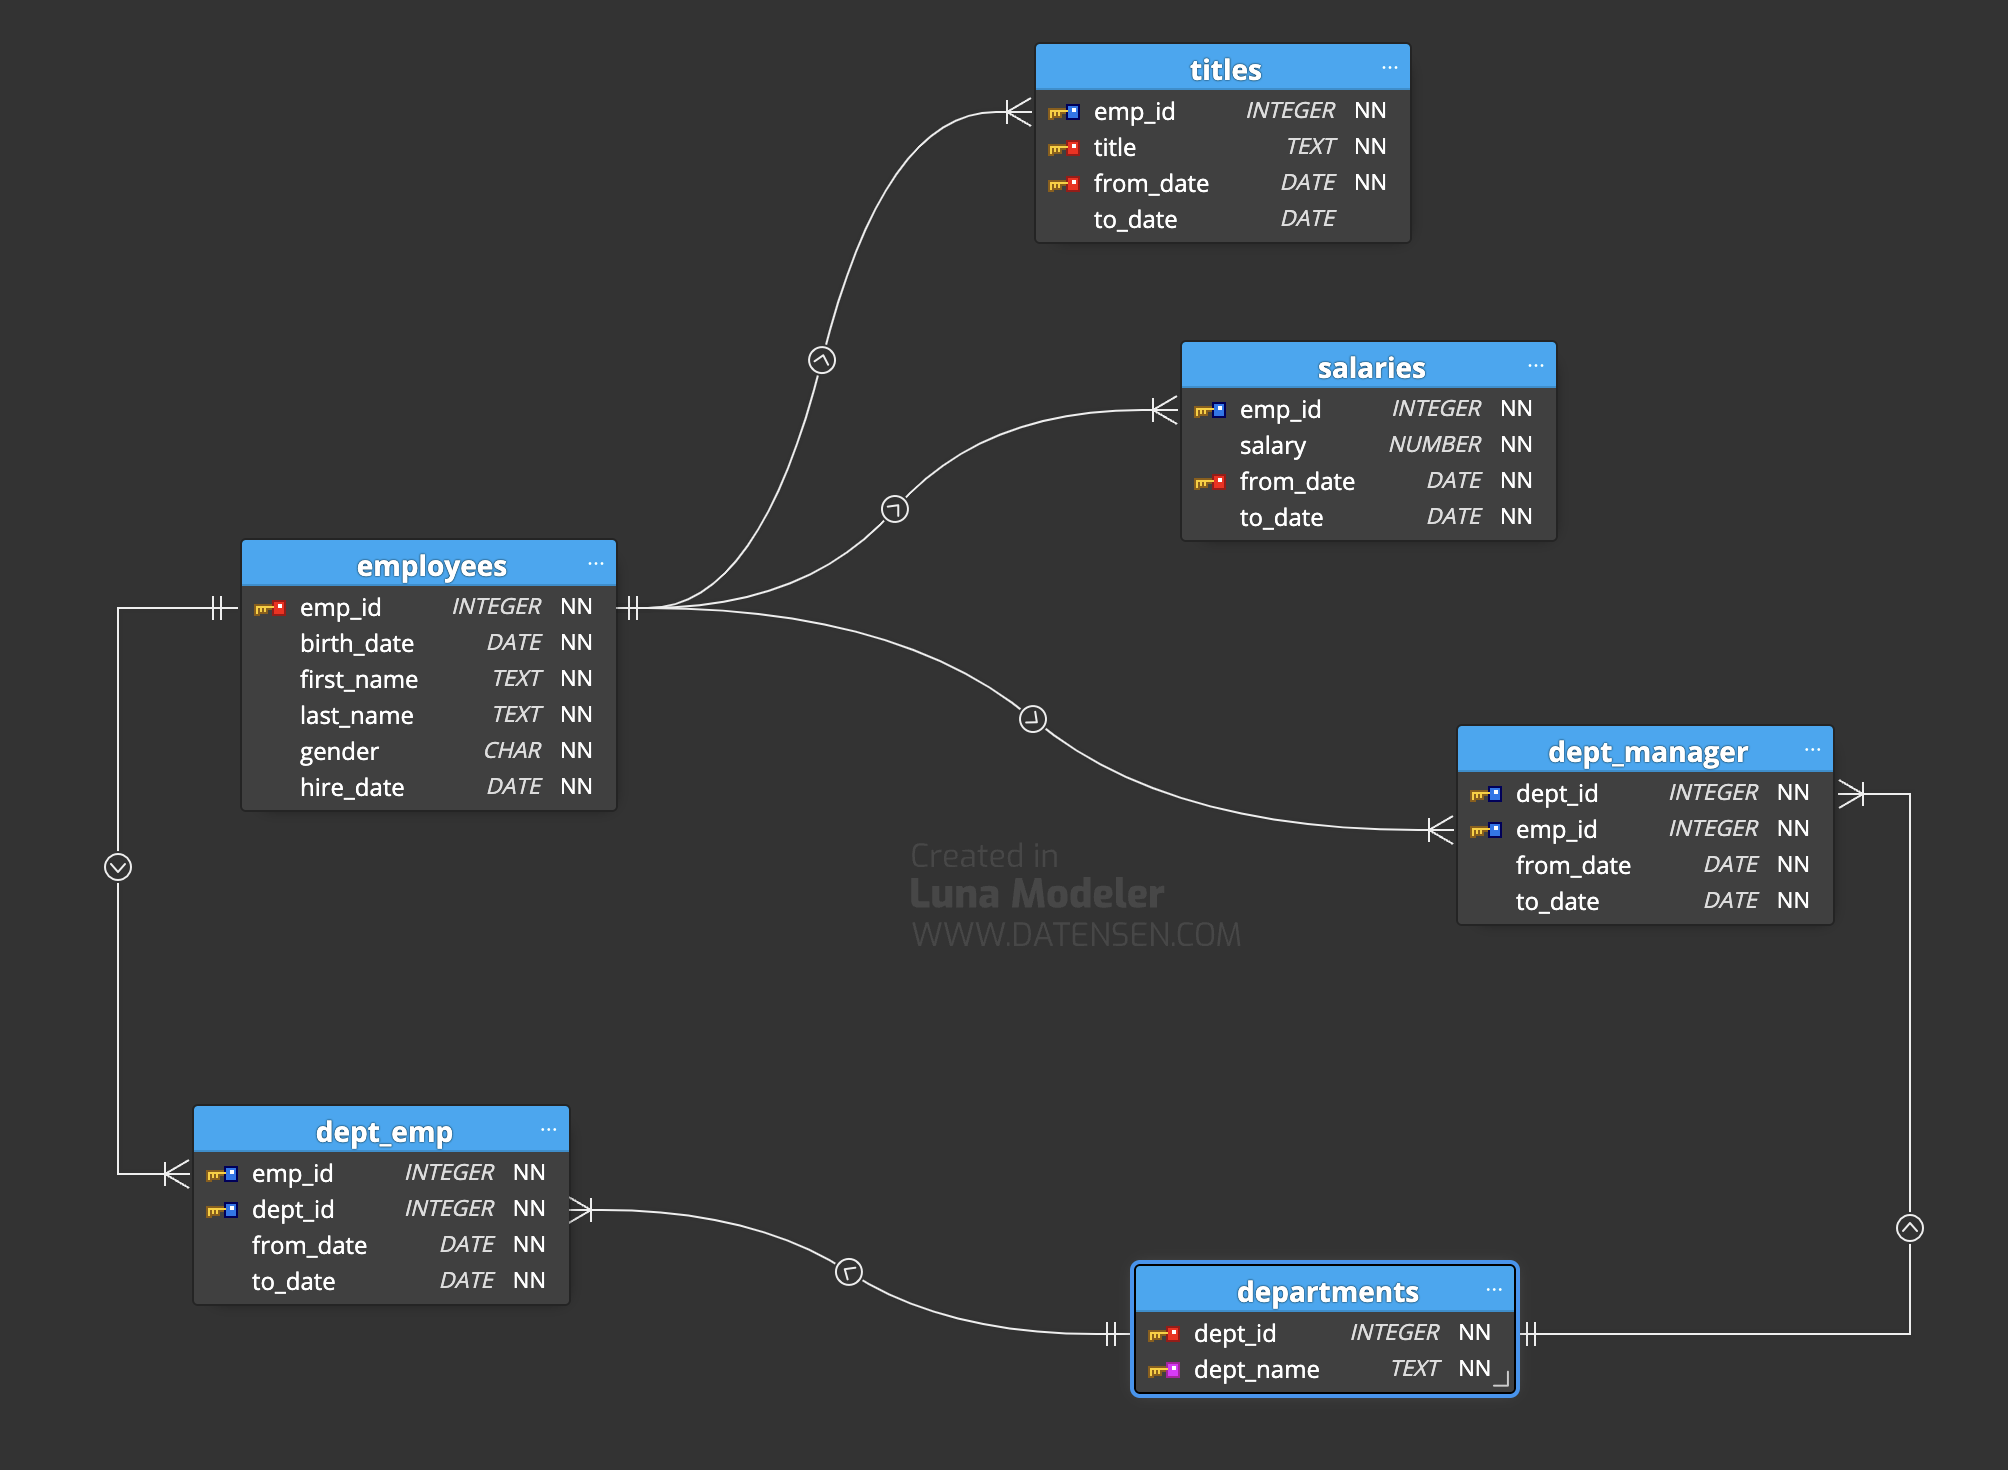 titles ...
emp_id INTEGER NN
title TEXT NN
from_date DATE NN
to_date DATE
salaries ...
emp_id INTEGER NN
salary NUMBER NN
from_date DATE NN
to_date DATE NN
employees ...
emp_id INTEGER NN
birth_date DATE NN
first_name TEXT NN
last_name TEXT NN
gender CHAR NN
hire_date DATE NN
dept_manager ...
dept_id INTEGER NN
emp_id INTEGER NN
from_date DATE NN
to_date DATE NN
Created in
Luna Modeler
WWW.DATENSEN.COM
dept_emp ...
emp_id INTEGER NN
dept_id INTEGER NN
from_date DATE NN
to_date DATE NN
departments ...
dept_id INTEGER NN
dept_name TEXT NN